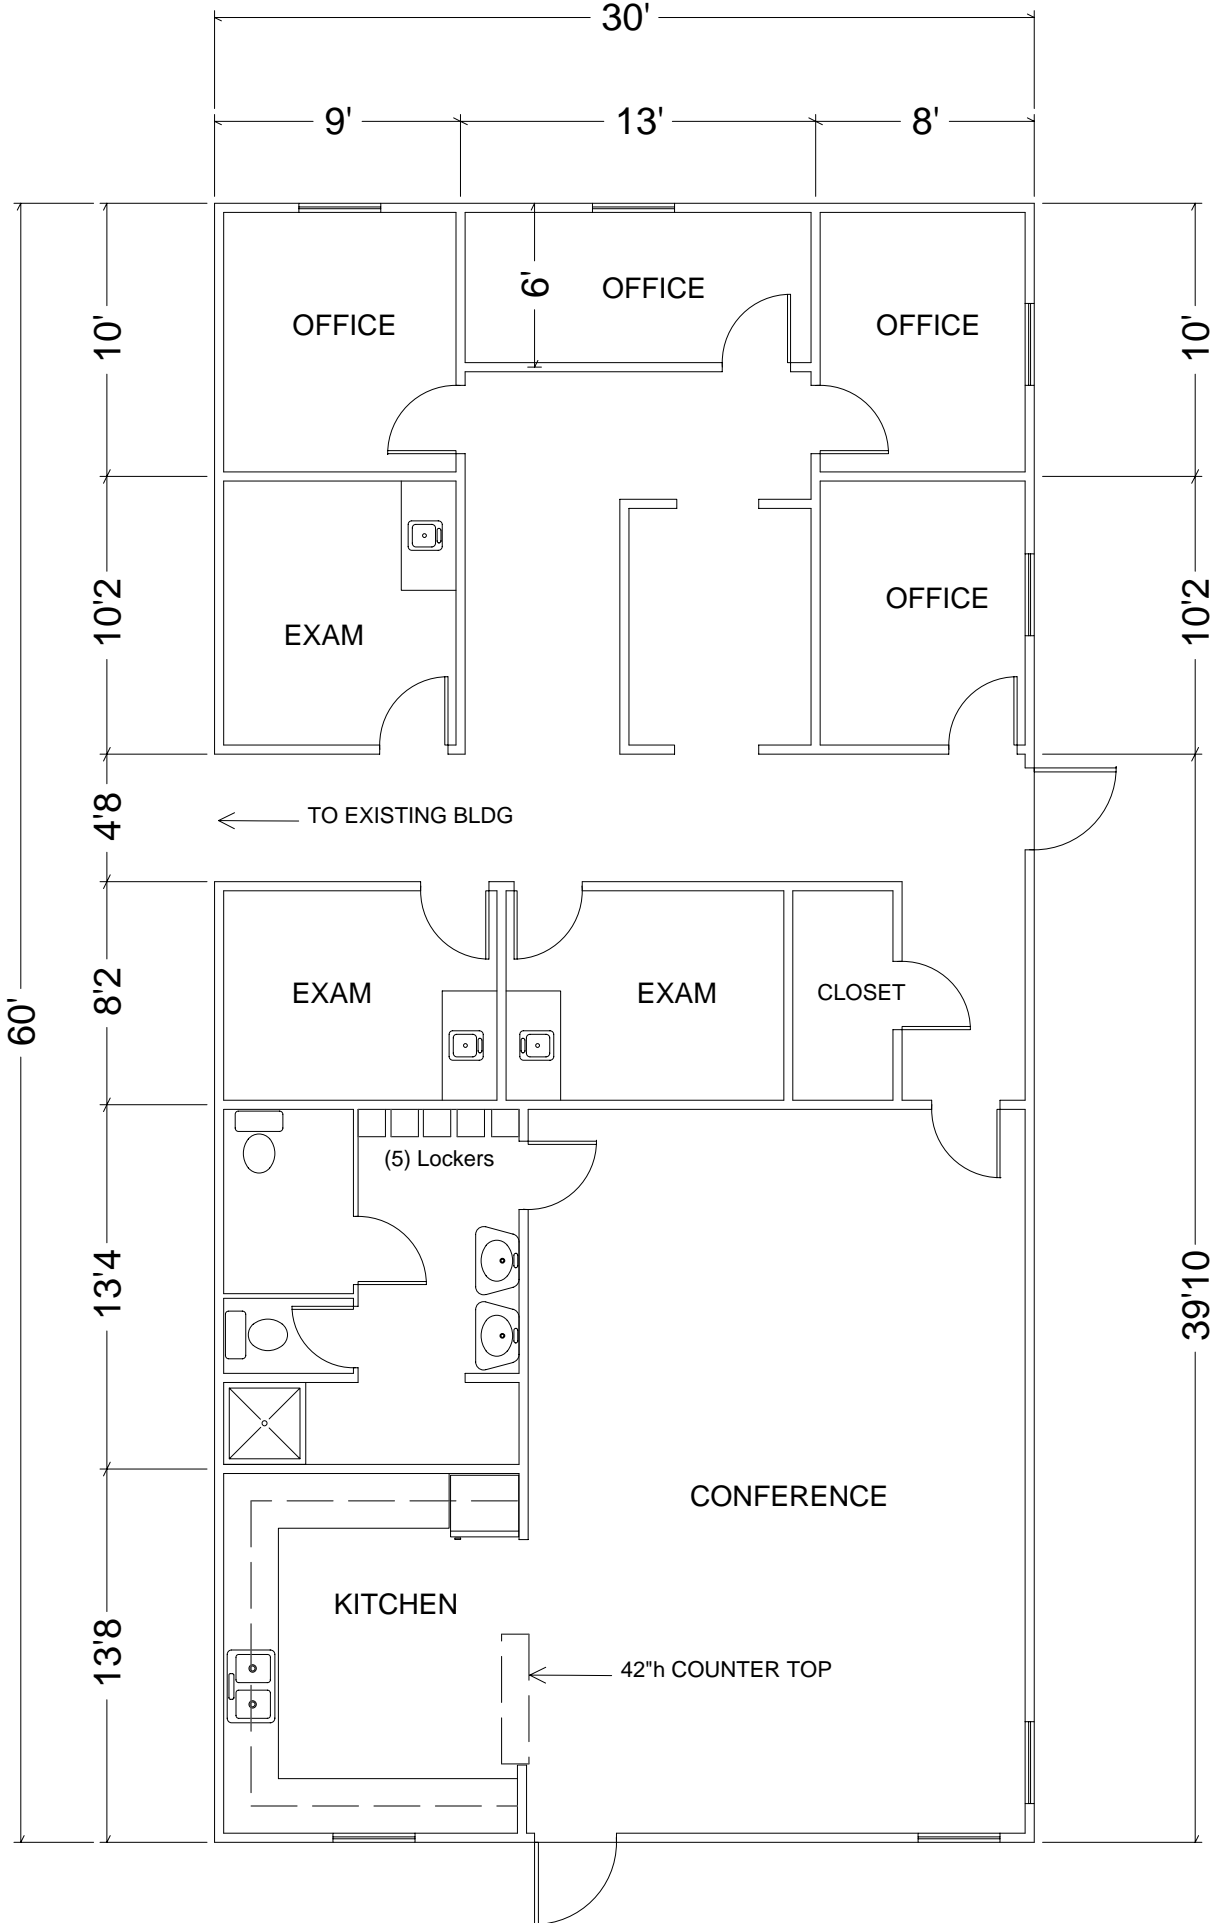 30'
9' 13' 8'
6'
OFFICE
OFFICE
OFFICE
10'
10'
10'2
EXAM
OFFICE
10'2
4'8
TO EXISTING BLDG
8'2
EXAM
EXAM
CLOSET
60'
(5) Lockers
13'4
39'10
CONFERENCE
KITCHEN
13'8
42"h COUNTER TOP